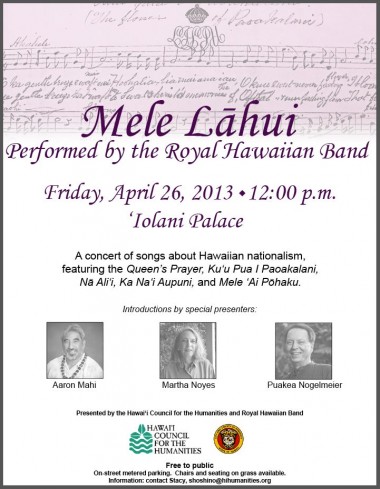 Mele Lāhui
Performed by the Royal Hawaiian Band
Friday, April 26, 2013 • 12:00 p.m.
‘Iolani Palace
A concert of songs about Hawaiian nationalism,
featuring the Queen's Prayer, Ku‘u Pua I Paoakalani,
Nā Ali‘i, Ka Na‘i Aupuni, and Mele ‘Ai Pōhaku.
Introductions by special presenters:
Aaron Mahi
Martha Noyes
Puakea Nogelmeier
Presented by the Hawai‘i Council for the Humanities and Royal Hawaiian Band
HAWAI‘I
COUNCIL
FOR THE
HUMANITIES
Free to public
On-street metered parking. Chairs and seating on grass available.
Information: contact Stacy, shoshino@hihumanities.org